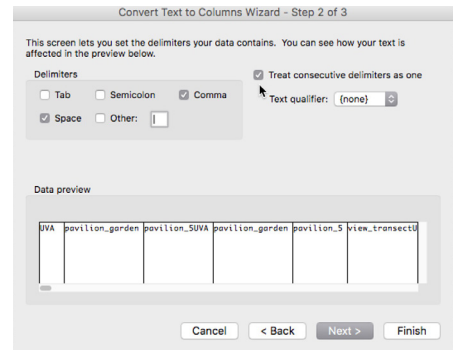 Convert Text to Columns Wizard - Step 2 of 3
This screen lets you set the delimiters your data contains. You can see how your text is
affected in the preview below.
Delimiters
Treat consecutive delimiters as one
Tab Semicolon Comma
Text qualifier: {none}
Space Other:
Data preview
UVA pavilion_garden pavilion_5UVA pavilion_garden pavilion_5 view_transectU
Cancel < Back Next > Finish